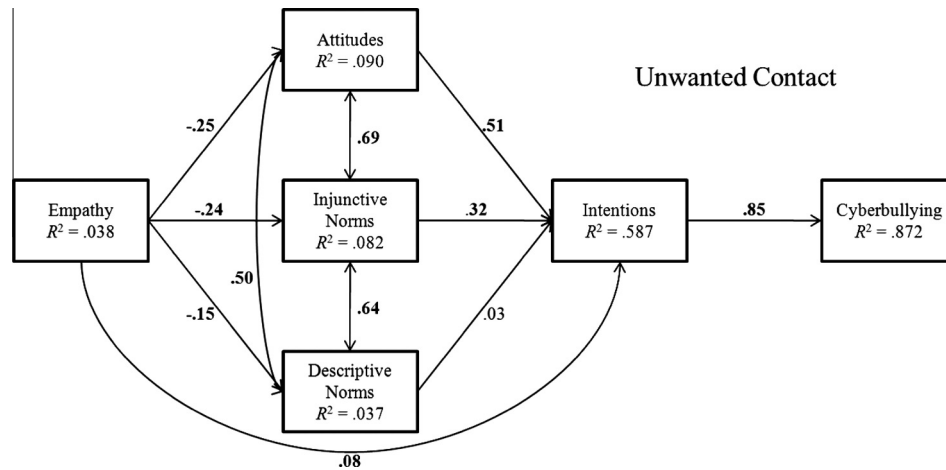 Attitudes
R² = .090
Unwanted Contact
-.25
.51
.69
Empathy
R² = .038
-.24
Injunctive
Norms
R² = .082
.32
Intentions
R² = .587
.85
Cyberbullying
R² = .872
.50
-.15
.64
.03
Descriptive
Norms
R² = .037
.08